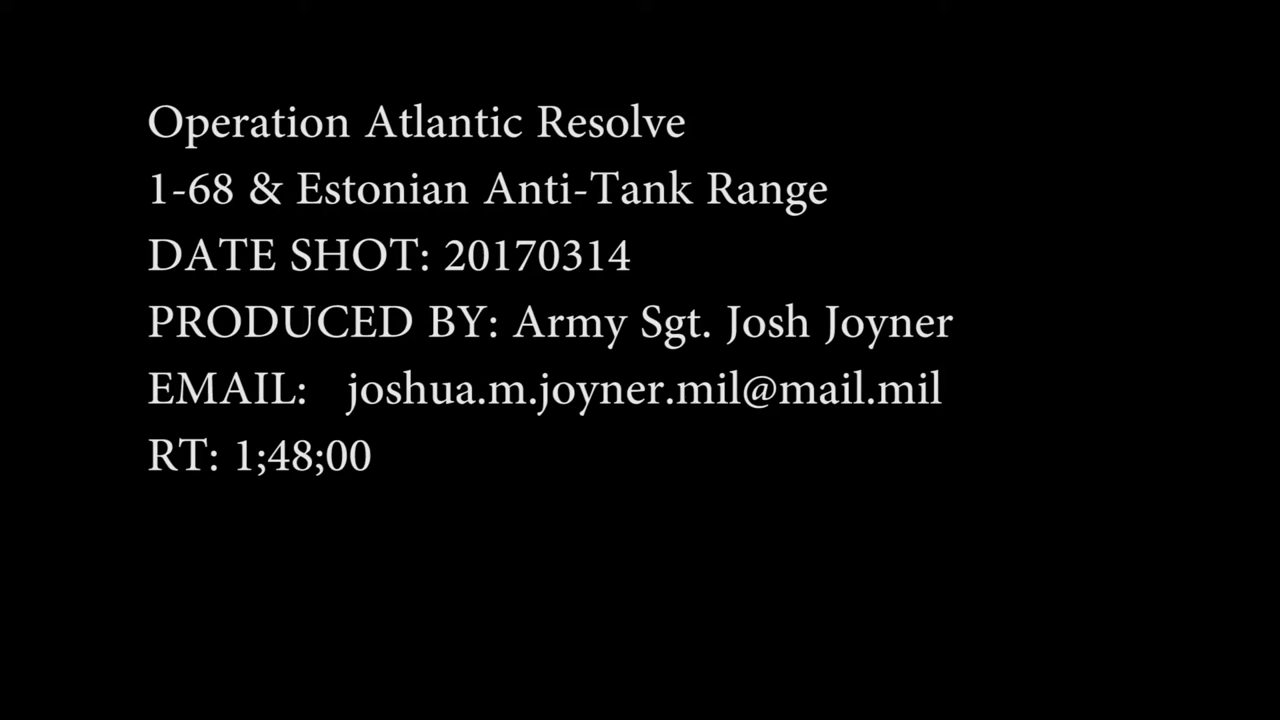 Operation Atlantic Resolve
1-68 & Estonian Anti-Tank Range
DATE SHOT: 20170314
PRODUCED BY: Army Sgt. Josh Joyner
EMAIL: joshua.m.joyner.mil@mail.mil
RT: 1;48;00